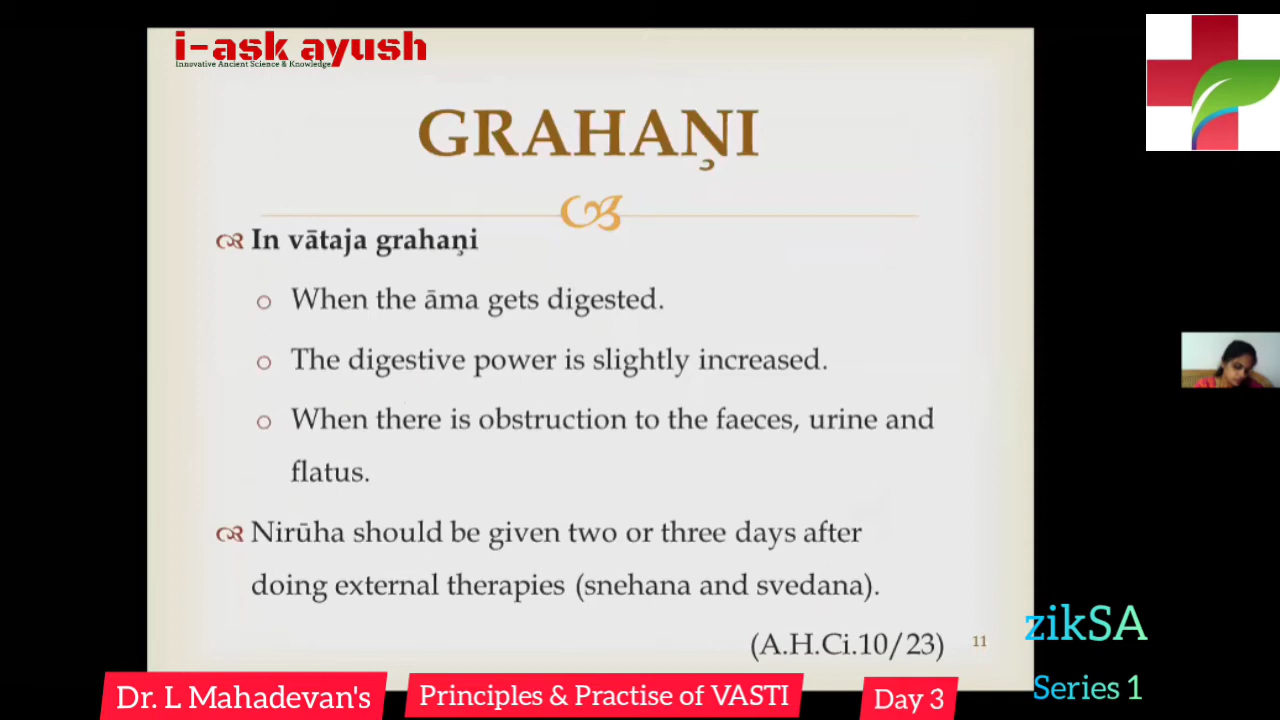 i-ask ayush
Innovative Ancient Science & Knowledge
GRAHAŅI
In vātaja grahaņi
When the āma gets digested.
The digestive power is slightly increased.
When there is obstruction to the faeces, urine and
flatus.
Nirūha should be given two or three days after
doing external therapies (snehana and svedana).
(A.H.Ci.10/23)
11
zikSA
Series 1
Dr. L Mahadevan's
Principles & Practise of VASTI
Day 3